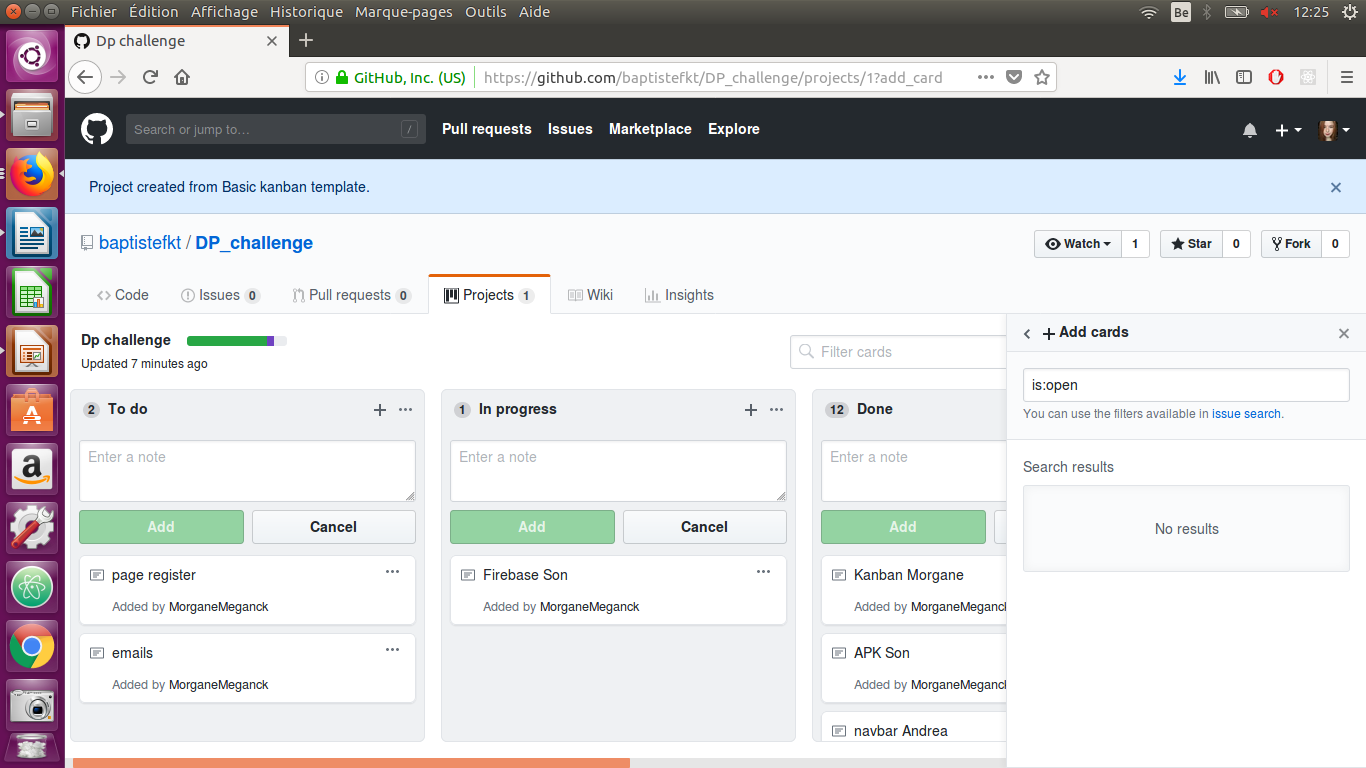 Fichier Édition Affichage Historique Marque-pages Outils Aide
Be
12:25
Dp challenge
GitHub, Inc. (US)
https://github.com/baptistefkt/DP_challenge/projects/1?add_card
Search or jump to…
/
Pull requests Issues Marketplace Explore
Project created from Basic kanban template.
baptistefkt / DP_challenge
Watch 1
Star 0
Fork 0
Code
Issues 0
Pull requests 0
Projects 1
Wiki
Insights
Dp challenge
Updated 7 minutes ago
Filter cards
2 To do
Enter a note
Add Cancel
page register
Added by MorganeMeganck
emails
Added by MorganeMeganck
1 In progress
Enter a note
Add Cancel
Firebase Son
Added by MorganeMeganck
12 Done
Enter a note
Add
Kanban Morgane
Added by MorganeMeganc
APK Son
Added by MorganeMeganc
navbar Andrea
Add cards
is:open
You can use the filters available in issue search.
Search results
No results